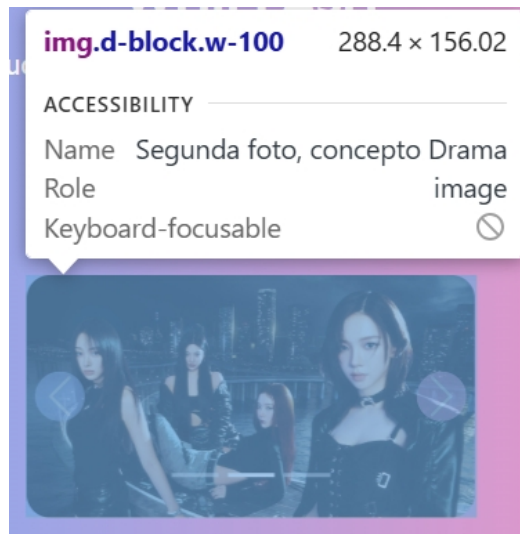 img.d-block.w-100 288.4 × 156.02
ACCESSIBILITY
Name Segunda foto, concepto Drama
Role image
Keyboard-focusable